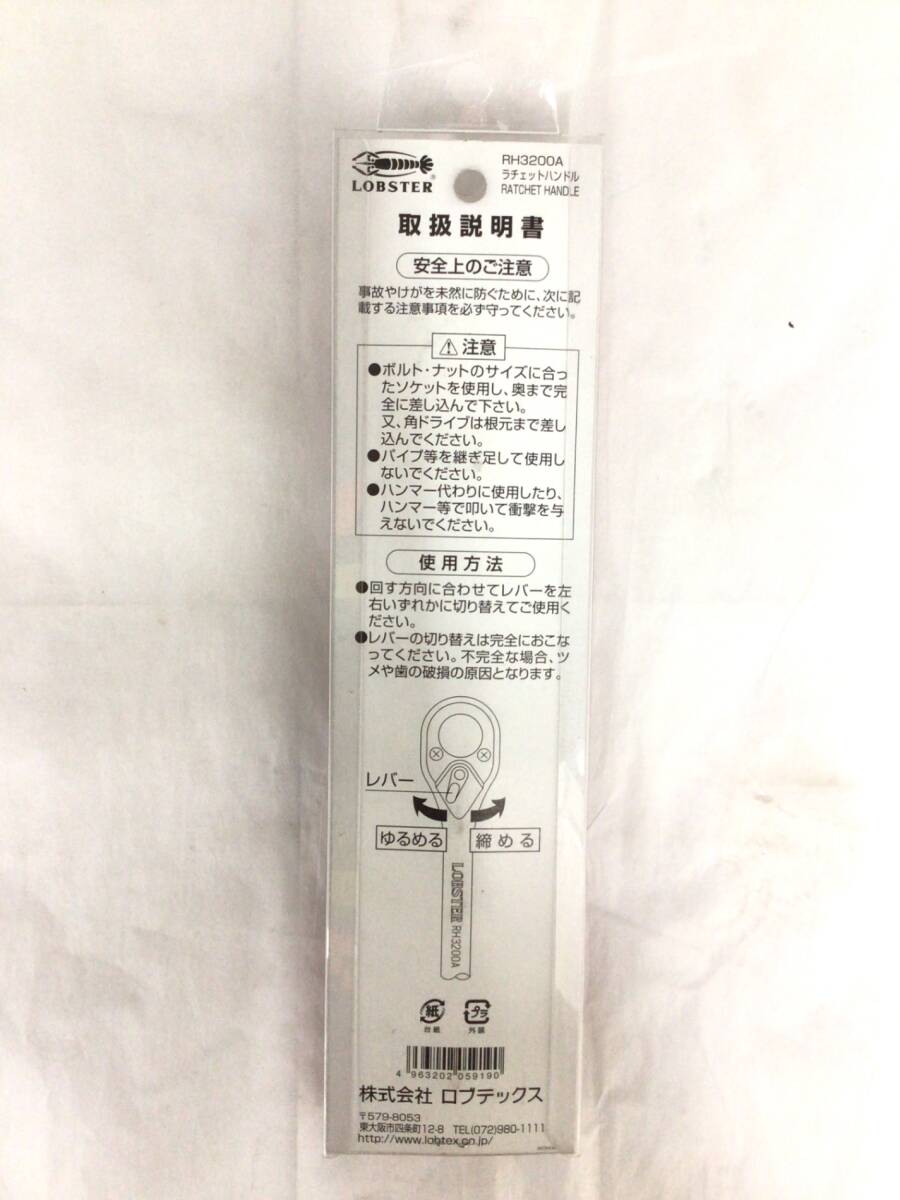 LOBSTER®
RH3200A
ラチェットハンドル
RATCHET HANDLE
取扱説明書
安全上のご注意
事故やけがを未然に防ぐために、次に記
載する注意事項を必ず守ってください。
注意
●ボルト・ナットのサイズに合っ
たソケットを使用し、奥まで完
全に差し込んで下さい。
又、角ドライブは根元まで差し
込んでください。
●パイプ等を継ぎ足して使用し
ないでください。
●ハンマー代わりに使用したり、
ハンマー等で叩いて衝撃を与
えないでください。
使用方法
●回す方向に合わせてレバーを左
右いずれかに切り替えてご使用く
ださい。
●レバーの切り替えは完全におこな
ってください。不完全な場合、ツ
メや歯の破損の原因となります。
レバー
ゆるめる
締める
LOBSTER RH3200A
紙
台紙
プラ
外装
4 963202 059190
株式会社 ロブテックス
〒579-8053
東大阪市四条町12-8 TEL(072)980-1111
http://www.lobtex.co.jp/